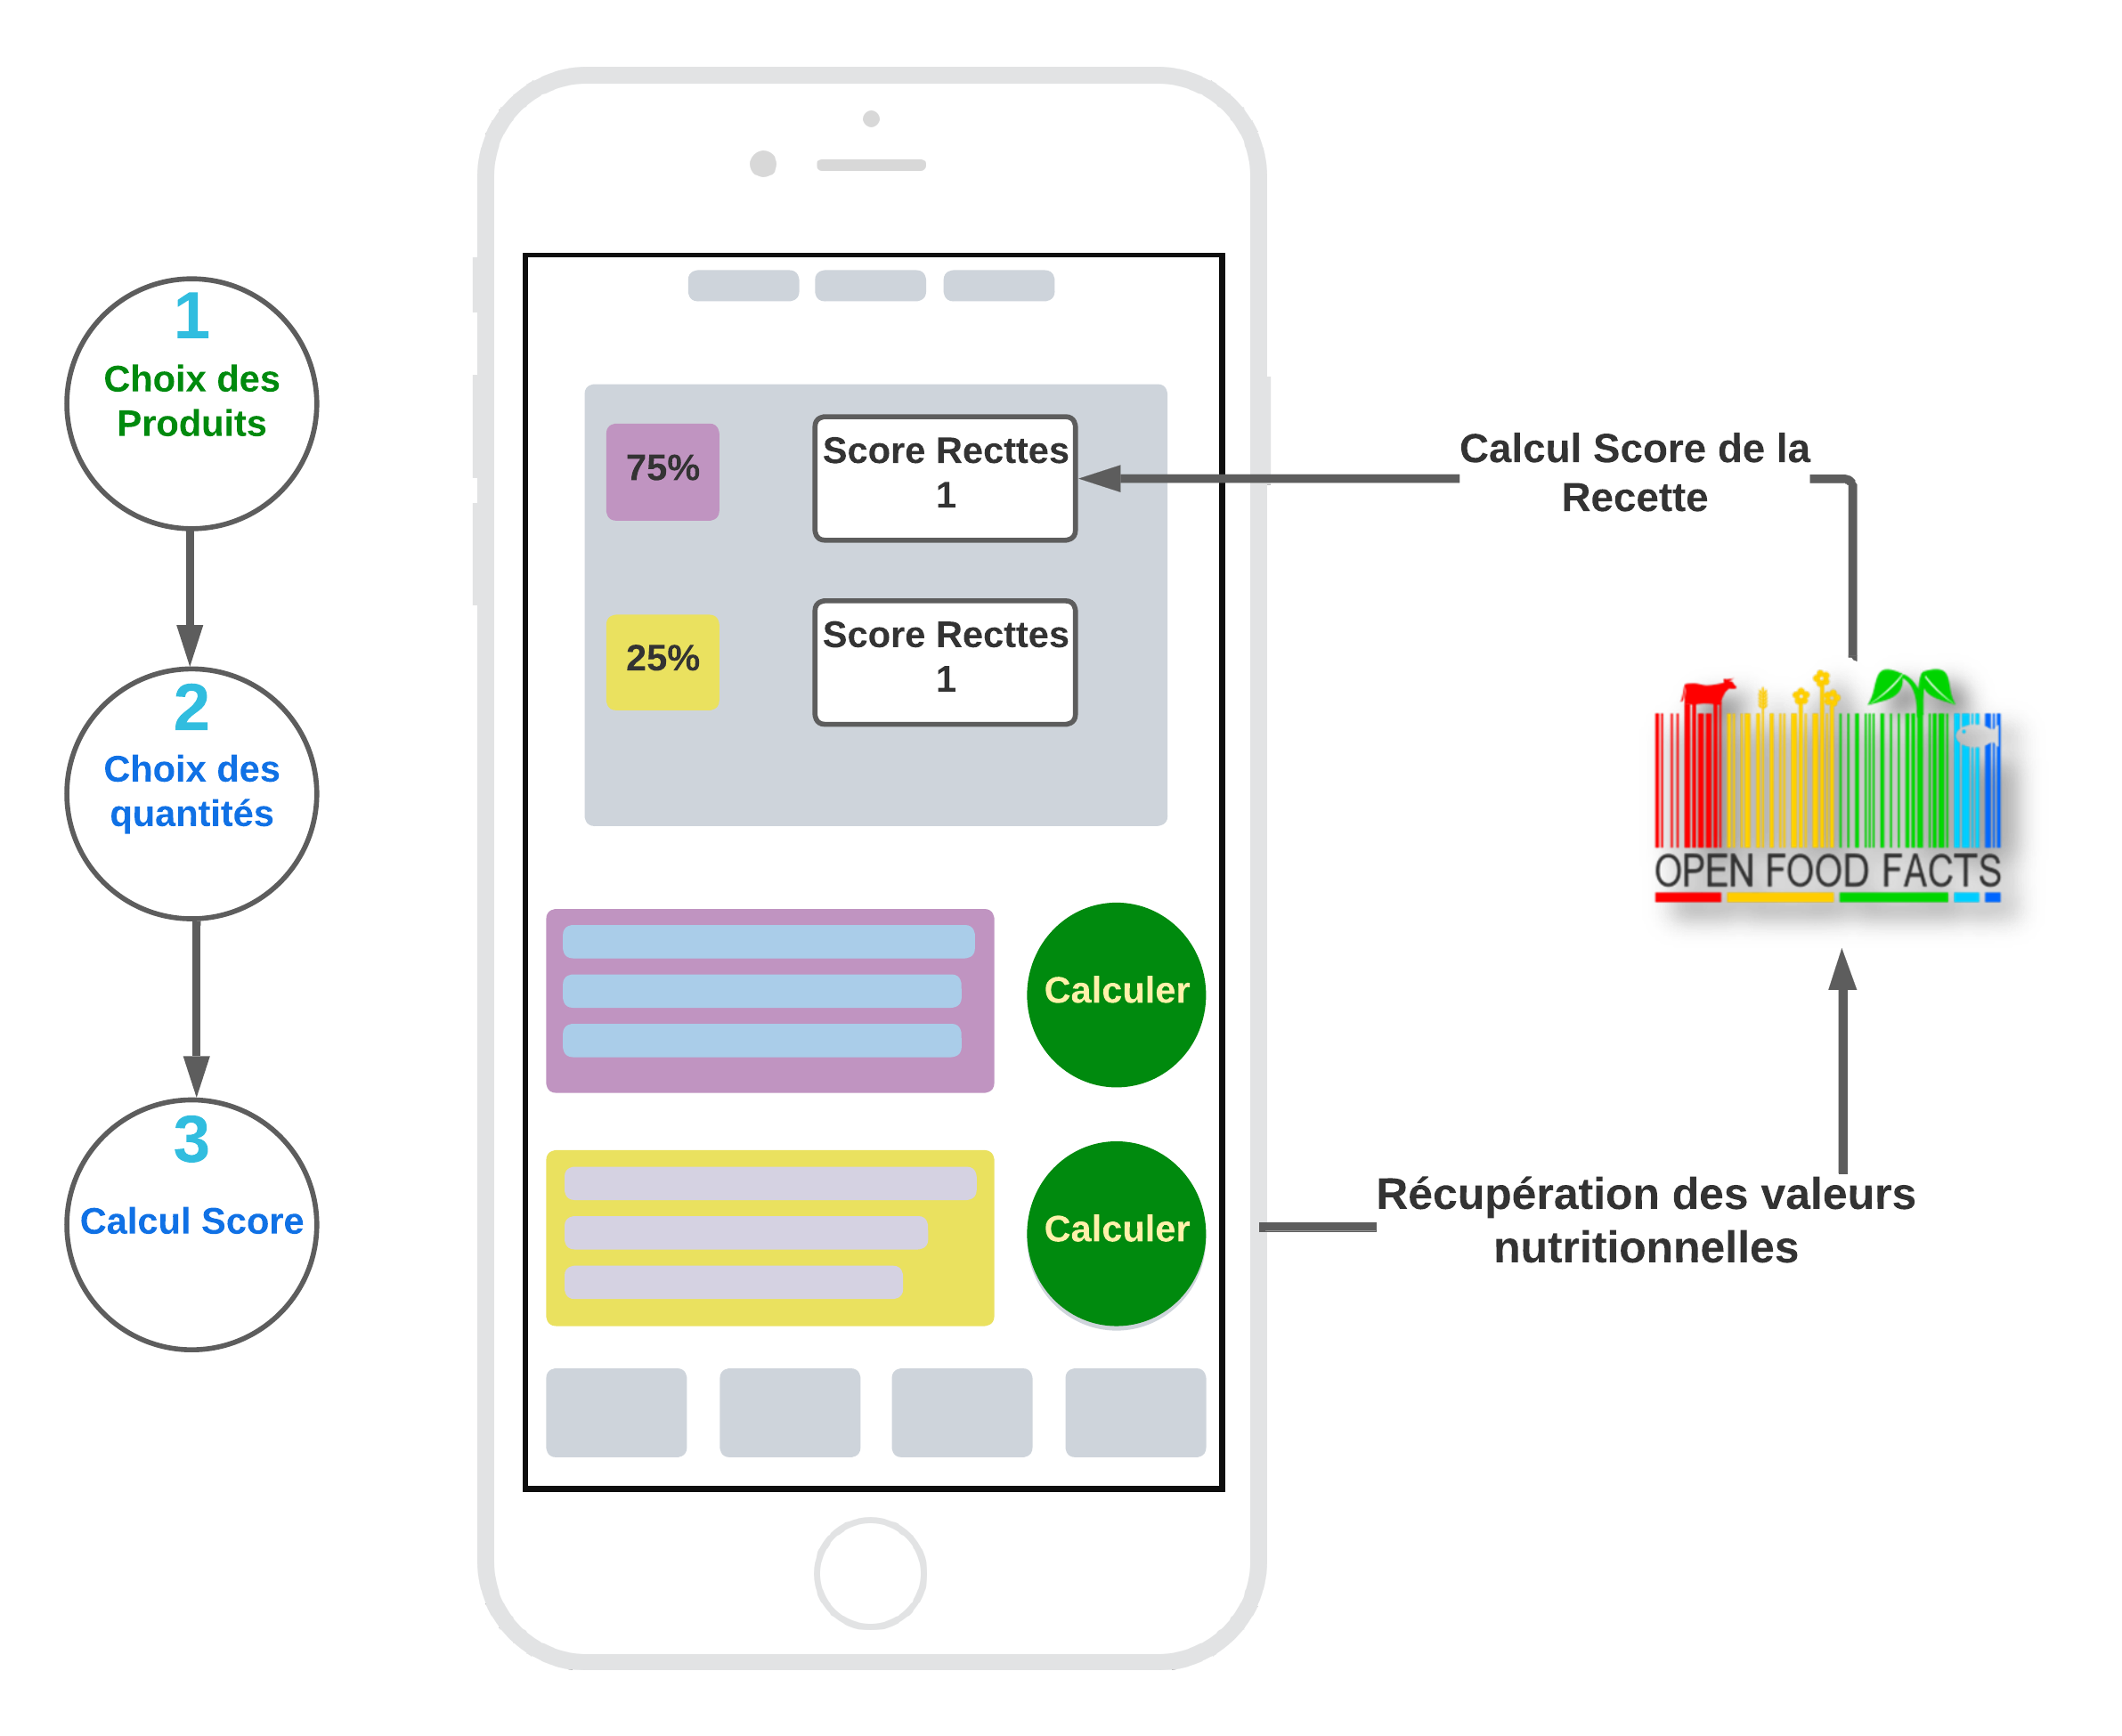 1
Choix des
Produits
2
Choix des
quantités
3
Calcul Score
75%
Score Recttes
1
25%
Score Recttes
1
Calculer
Calculer
Calcul Score de la
Recette
OPEN FOOD FACTS
Récupération des valeurs
nutritionnelles